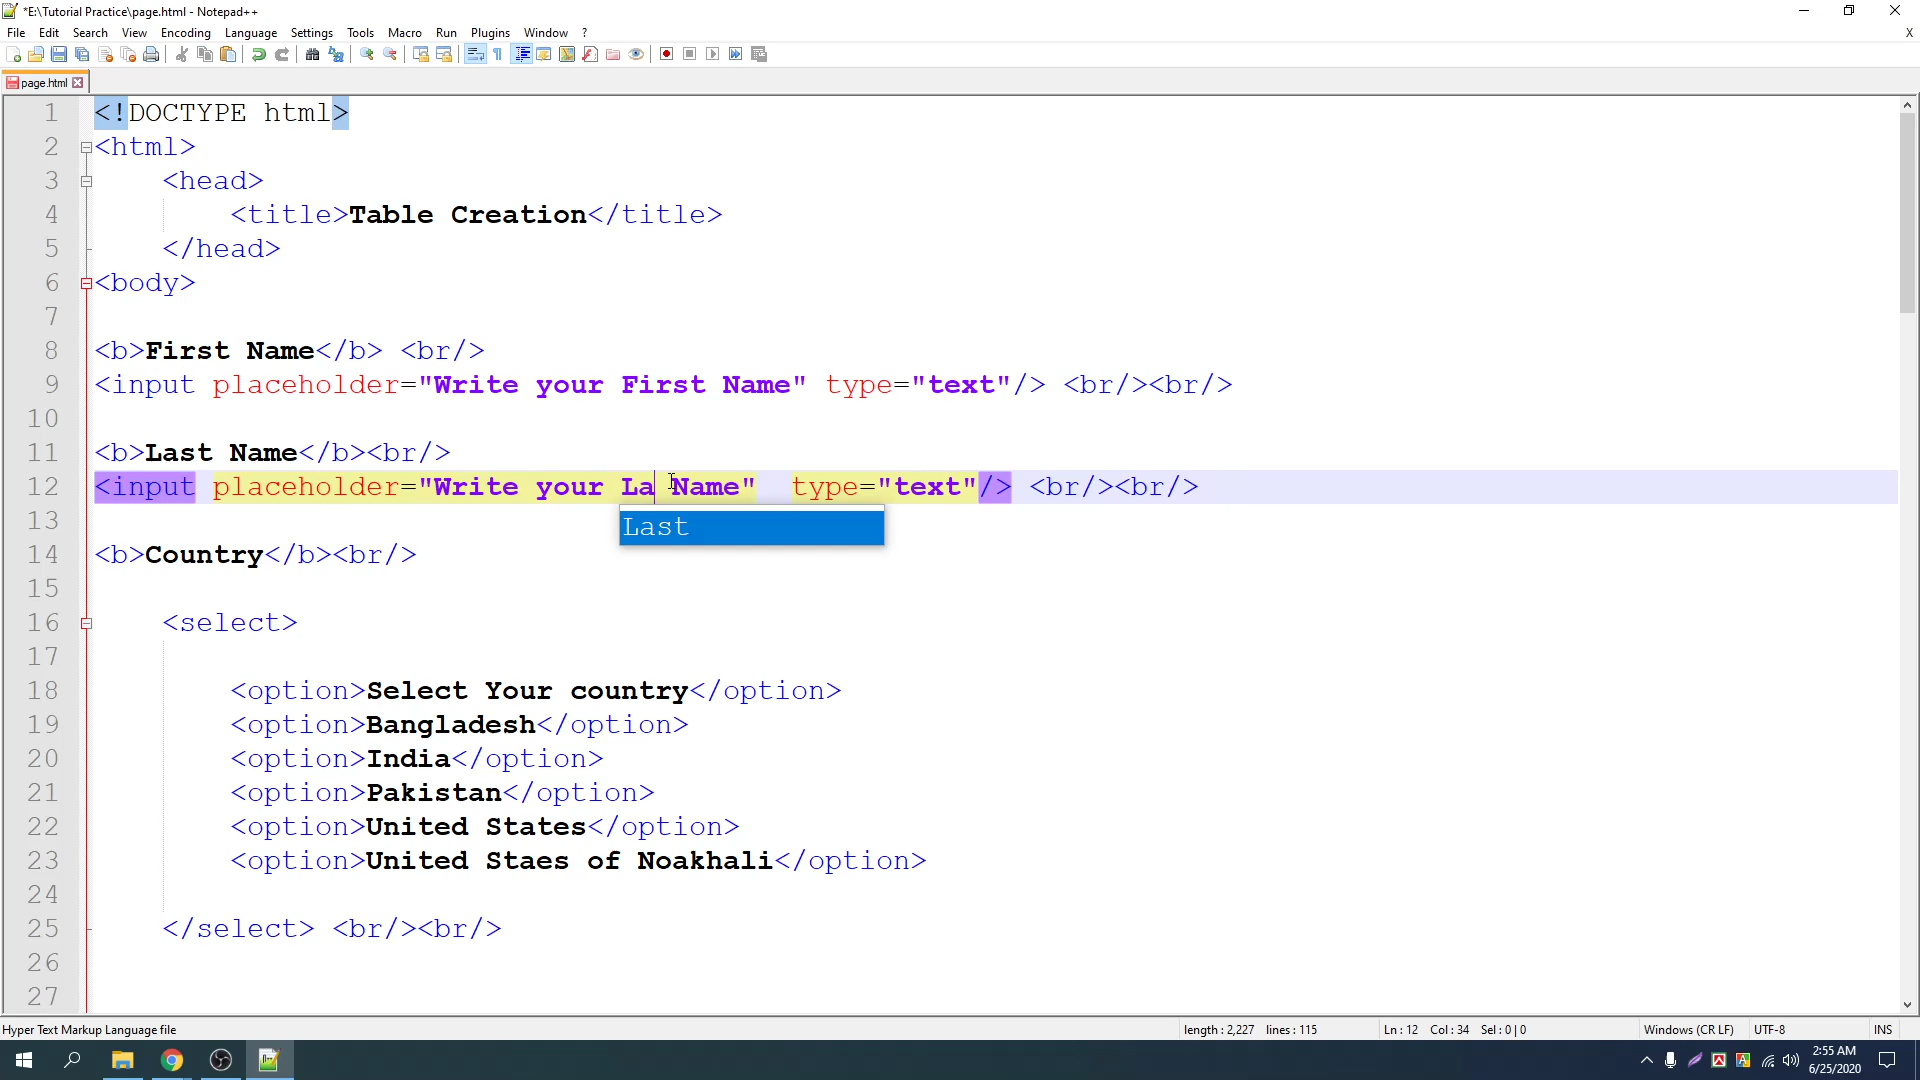 *E:\Tutorial Practice\page.html - Notepad++
File Edit Search View Encoding Language Settings Tools Macro Run Plugins Window ? X
page.html
1 <!DOCTYPE html>
2 <html>
3 <head>
4 <title>Table Creation</title>
5 </head>
6 <body>
7
8 <b>First Name</b> <br/>
9 <input placeholder="Write your First Name" type="text"/> <br/><br/>
10
11 <b>Last Name</b><br/>
12 <input placeholder="Write your La Name" type="text"/> <br/><br/>
Last
13
14 <b>Country</b><br/>
15
16 <select>
17
18 <option>Select Your country</option>
19 <option>Bangladesh</option>
20 <option>India</option>
21 <option>Pakistan</option>
22 <option>United States</option>
23 <option>United Staes of Noakhali</option>
24
25 </select> <br/><br/>
26
27
Hyper Text Markup Language file length : 2,227 lines : 115 Ln : 12 Col : 34 Sel : 0 | 0 Windows (CR LF) UTF-8 INS
2:55 AM
6/25/2020